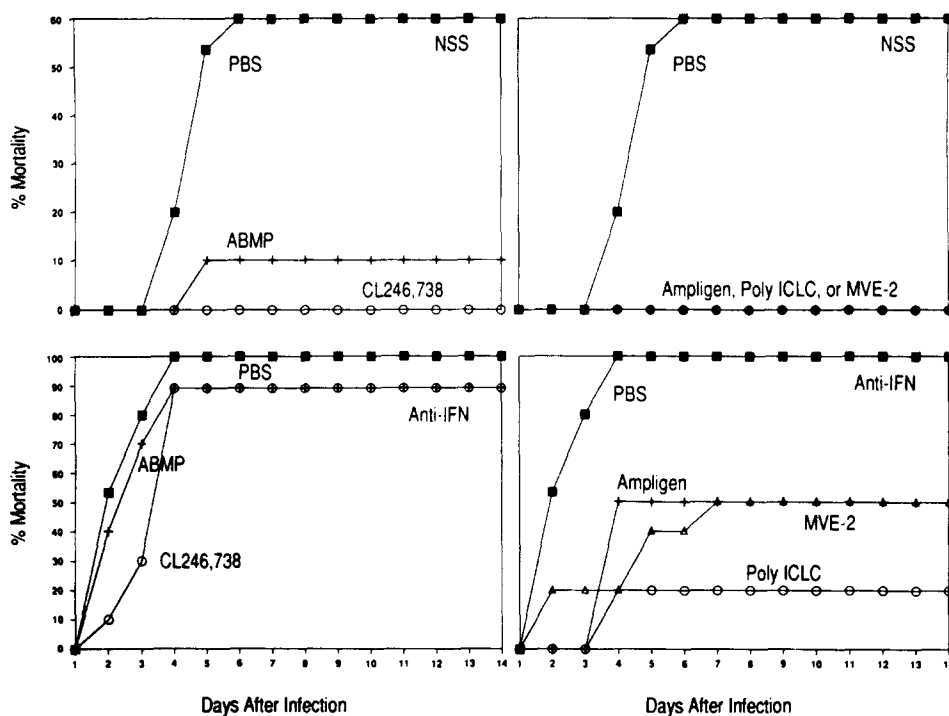 60
50
40
30
20
10
0
% Mortality
NSS
PBS
ABMP
CL246,738
NSS
PBS
Ampligen, Poly ICLC, or MVE-2
100
90
80
70
60
50
40
30
20
10
0
% Mortality
PBS
Anti-IFN
ABMP
CL246,738
1 2 3 4 5 6 7 8 9 10 11 12 13 14
Days After Infection
Anti-IFN
PBS
Ampligen
MVE-2
Poly ICLC
1 2 3 4 5 6 7 8 9 10 11 12 13 1
Days After Infection